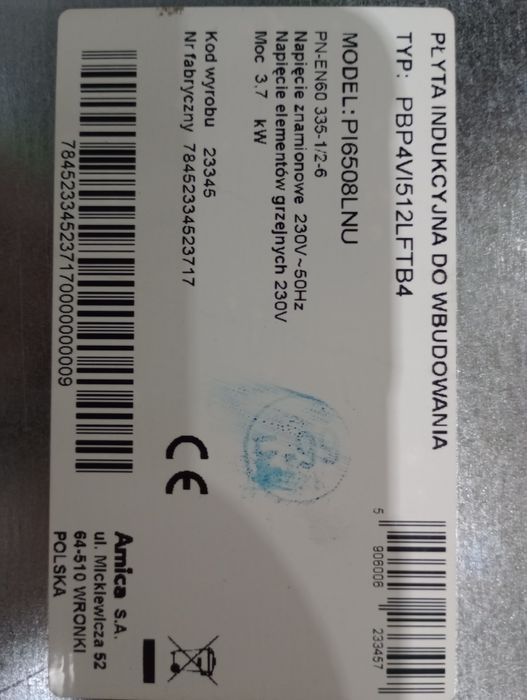 PŁYTA INDUKCYJNA DO WBUDOWANIA
TYP: PBP4VI512LFTB4
MODEL: PI6508LNU
PN-EN60 335-1/2-6
Napięcie znamionowe 230V~50Hz
Napięcie elementów grzejnych 230V
Moc 3,7 kW
Kod wyrobu 23345
Nr fabryczny 78452334523717
7845233452371700000000009
5 906006 233457
CE
Amica S.A.
ul. Mickiewicza 52
64-510 WRONKI
POLSKA